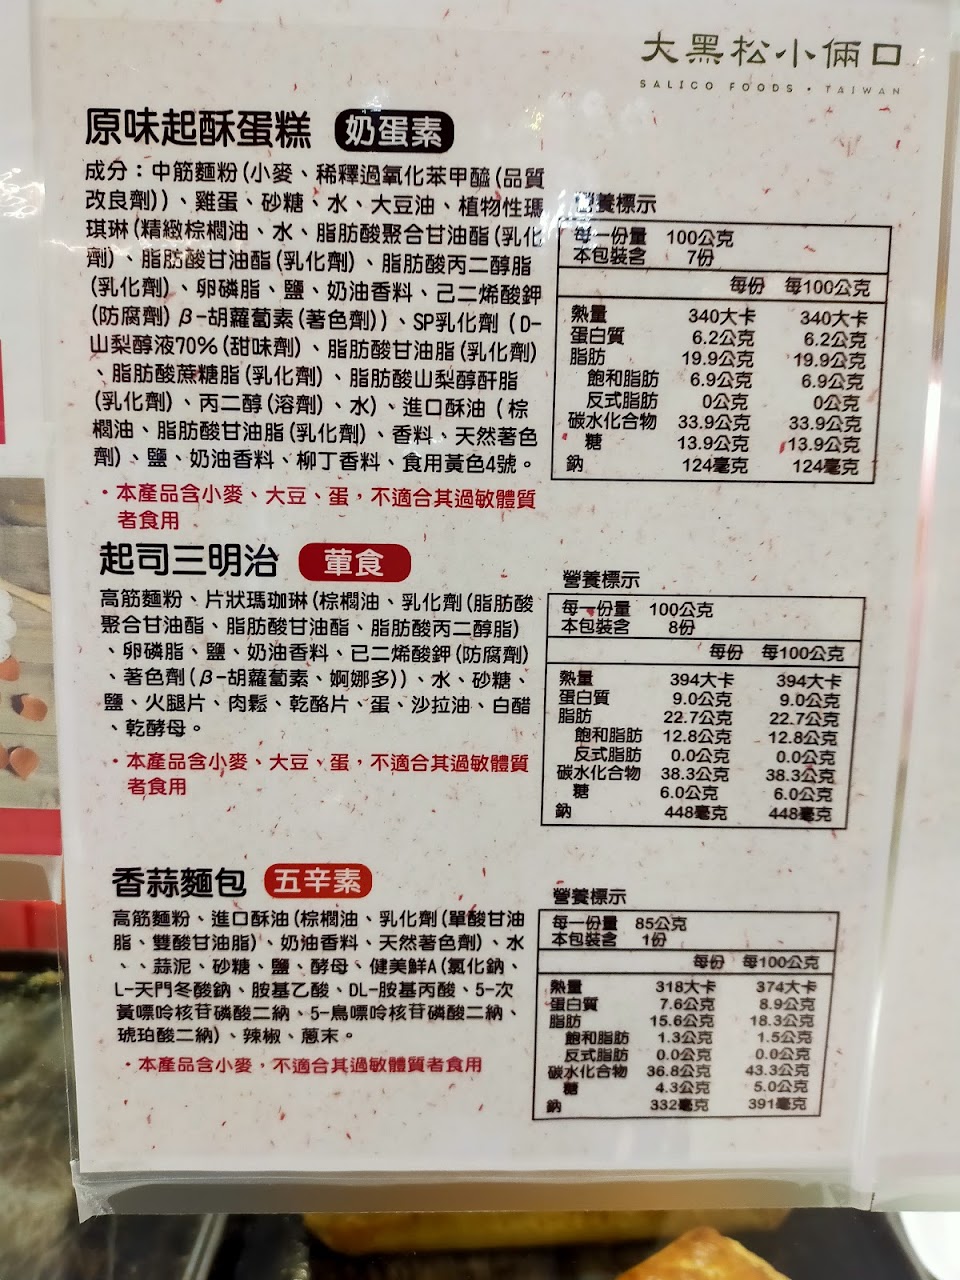 大黑松小倆口
SALICO FOODS • TAIWAN
原味起酥蛋糕 奶蛋素
成分：中筋麵粉(小麥、稀釋過氧化苯甲醯(品質
改良劑))、雞蛋、砂糖、水、大豆油、植物性瑪
琪琳(精緻棕櫚油、水、脂肪酸聚合甘油酯(乳化
劑)、脂肪酸甘油酯(乳化劑)、脂肪酸丙二醇脂
(乳化劑)、卵磷脂、鹽、奶油香料、己二烯酸鉀
(防腐劑)β-胡蘿蔔素(著色劑))、SP乳化劑（D-
山梨醇液70%(甜味劑)、脂肪酸甘油脂(乳化劑)
、脂肪酸蔗糖脂(乳化劑)、脂肪酸山梨醇酐脂
(乳化劑)、丙二醇(溶劑)、水)、進口酥油（棕
櫚油、脂肪酸甘油脂(乳化劑)、香料、天然著色
劑)、鹽、奶油香料、柳丁香料、食用黃色4號。
・本產品含小麥、大豆、蛋，不適合其過敏體質
者食用
營養標示
每一份量 100公克
本包裝含 7份
每份 每100公克
熱量 340大卡 340大卡
蛋白質 6.2公克 6.2公克
脂肪 19.9公克 19.9公克
飽和脂肪 6.9公克 6.9公克
反式脂肪 0公克 0公克
碳水化合物 33.9公克 33.9公克
糖 13.9公克 13.9公克
鈉 124毫克 124毫克
起司三明治 葷食
高筋麵粉、片狀瑪珈琳(棕櫚油、乳化劑(脂肪酸
聚合甘油酯、脂肪酸甘油酯、脂肪酸丙二醇脂)
、卵磷脂、鹽、奶油香料、已二烯酸鉀(防腐劑)
、著色劑(β-胡蘿蔔素、婀娜多))、水、砂糖、
鹽、火腿片、肉鬆、乾酪片、蛋、沙拉油、白醋
、乾酵母。
・本產品含小麥、大豆、蛋，不適合其過敏體質
者食用
營養標示
每一份量 100公克
本包裝含 8份
每份 每100公克
熱量 394大卡 394大卡
蛋白質 9.0公克 9.0公克
脂肪 22.7公克 22.7公克
飽和脂肪 12.8公克 12.8公克
反式脂肪 0.0公克 0.0公克
碳水化合物 38.3公克 38.3公克
糖 6.0公克 6.0公克
鈉 448毫克 448毫克
香蒜麵包 五辛素
高筋麵粉、進口酥油(棕櫚油、乳化劑(單酸甘油
脂、雙酸甘油脂)、奶油香料、天然著色劑)、水
、、蒜泥、砂糖、鹽、酵母、健美鮮A(氯化鈉、
L-天門冬酸鈉、胺基乙酸、DL-胺基丙酸、5-次
黃嘌呤核苷磷酸二納、5-鳥嘌呤核苷磷酸二納、
琥珀酸二納)、辣椒、蔥末。
・本產品含小麥，不適合其過敏體質者食用
營養標示
每一份量 85公克
本包裝含 1份
每份 每100公克
熱量 318大卡 374大卡
蛋白質 7.6公克 8.9公克
脂肪 15.6公克 18.3公克
飽和脂肪 1.3公克 1.5公克
反式脂肪 0.0公克 0.0公克
碳水化合物 36.8公克 43.3公克
糖 4.3公克 5.0公克
鈉 332毫克 391毫克